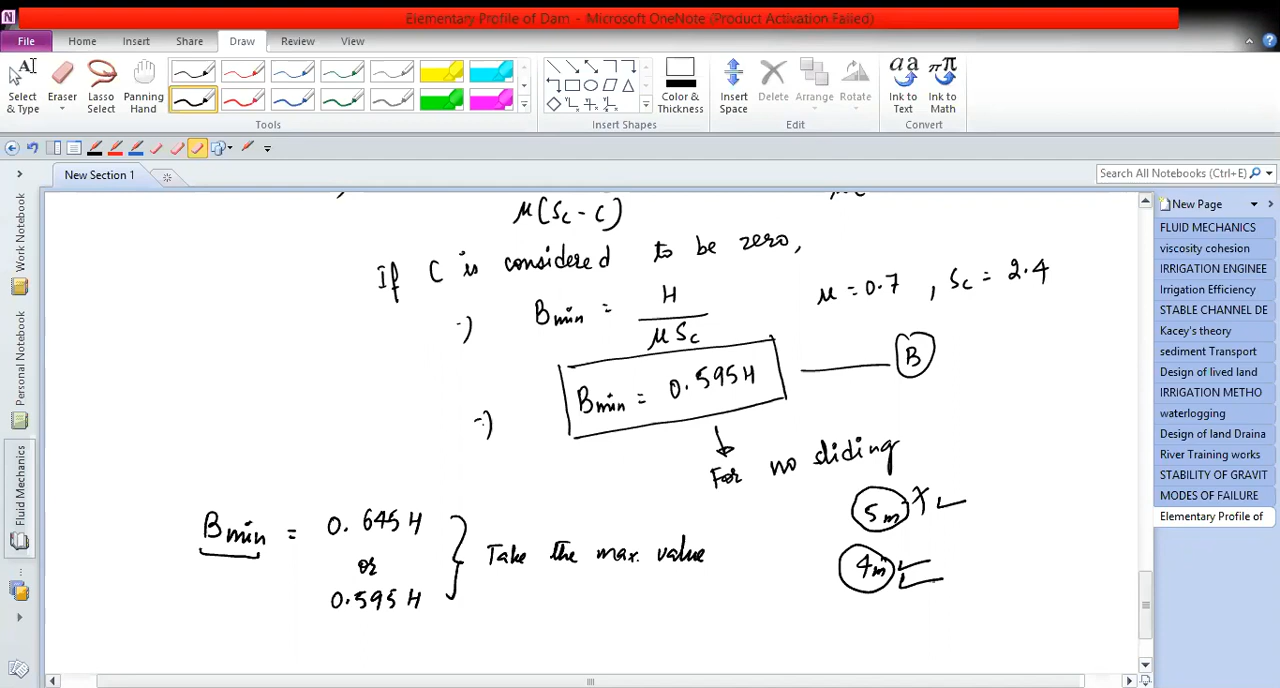 Elementary Profile of Dam - Microsoft OneNote (Product Activation Failed)
File Home Insert Share Draw Review View
Select & Type
Eraser
Lasso Select
Panning Hand
Color & Thickness
Insert Space
Delete
Arrange
Rotate
Ink to Text
Ink to Math
Tools
Insert Shapes
Edit
Convert
New Section 1
Search All Notebooks (Ctrl+E)
Work Notebook
Personal Notebook
Fluid Mechanics
μ(Sc - C)
If C is considered to be zero,
⇒ Bmin = H / μSc
μ = 0.7 , Sc = 2.4
⇒ Bmin = 0.595H
B
For no sliding
Bmin = 0.645H
or
0.595H
Take the max. value
5m
4m
New Page
FLUID MECHANICS
viscosity cohesion
IRRIGATION ENGINEE
Irrigation Efficiency
STABLE CHANNEL DE
Kacey's theory
sediment Transport
Design of lived land
IRRIGATION METHO
waterlogging
Design of land Draina
River Training works
STABILITY OF GRAVIT
MODES OF FAILURE
Elementary Profile of